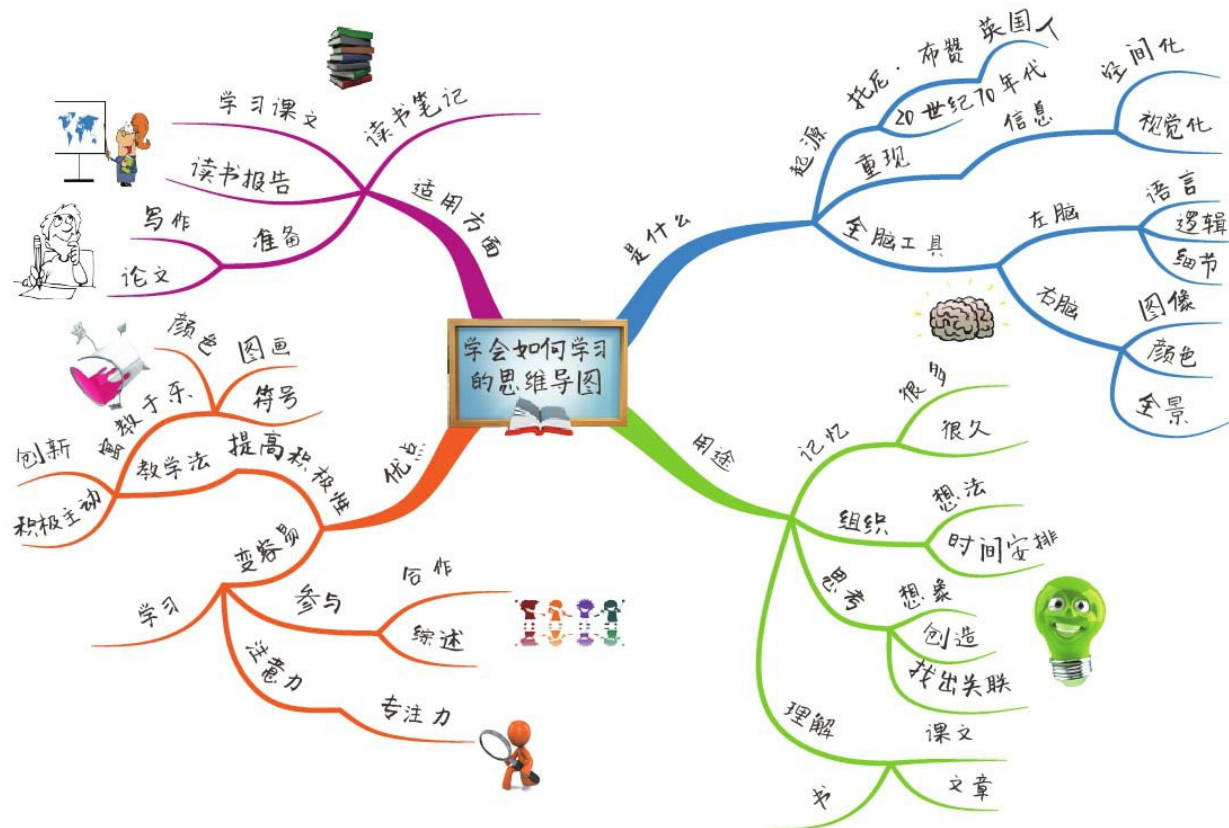 学会如何学习
的思维导图
是什么
起源
托尼·布赞
英国人
20世纪70年代
重现
信息
空间化
视觉化
全脑工具
左脑
语言
逻辑
细节
右脑
图像
颜色
全景
用途
记忆
很多
很久
组织
想法
时间安排
思考
想象
创造
找出关联
理解
课文
文章
书
优点
提高积极性
教学法
寓教于乐
颜色
图画
符号
创新
积极主动
变容易
学习
参与
合作
综述
注意力
专注力
适用方面
读书笔记
学习课文
读书报告
准备
写作
论文